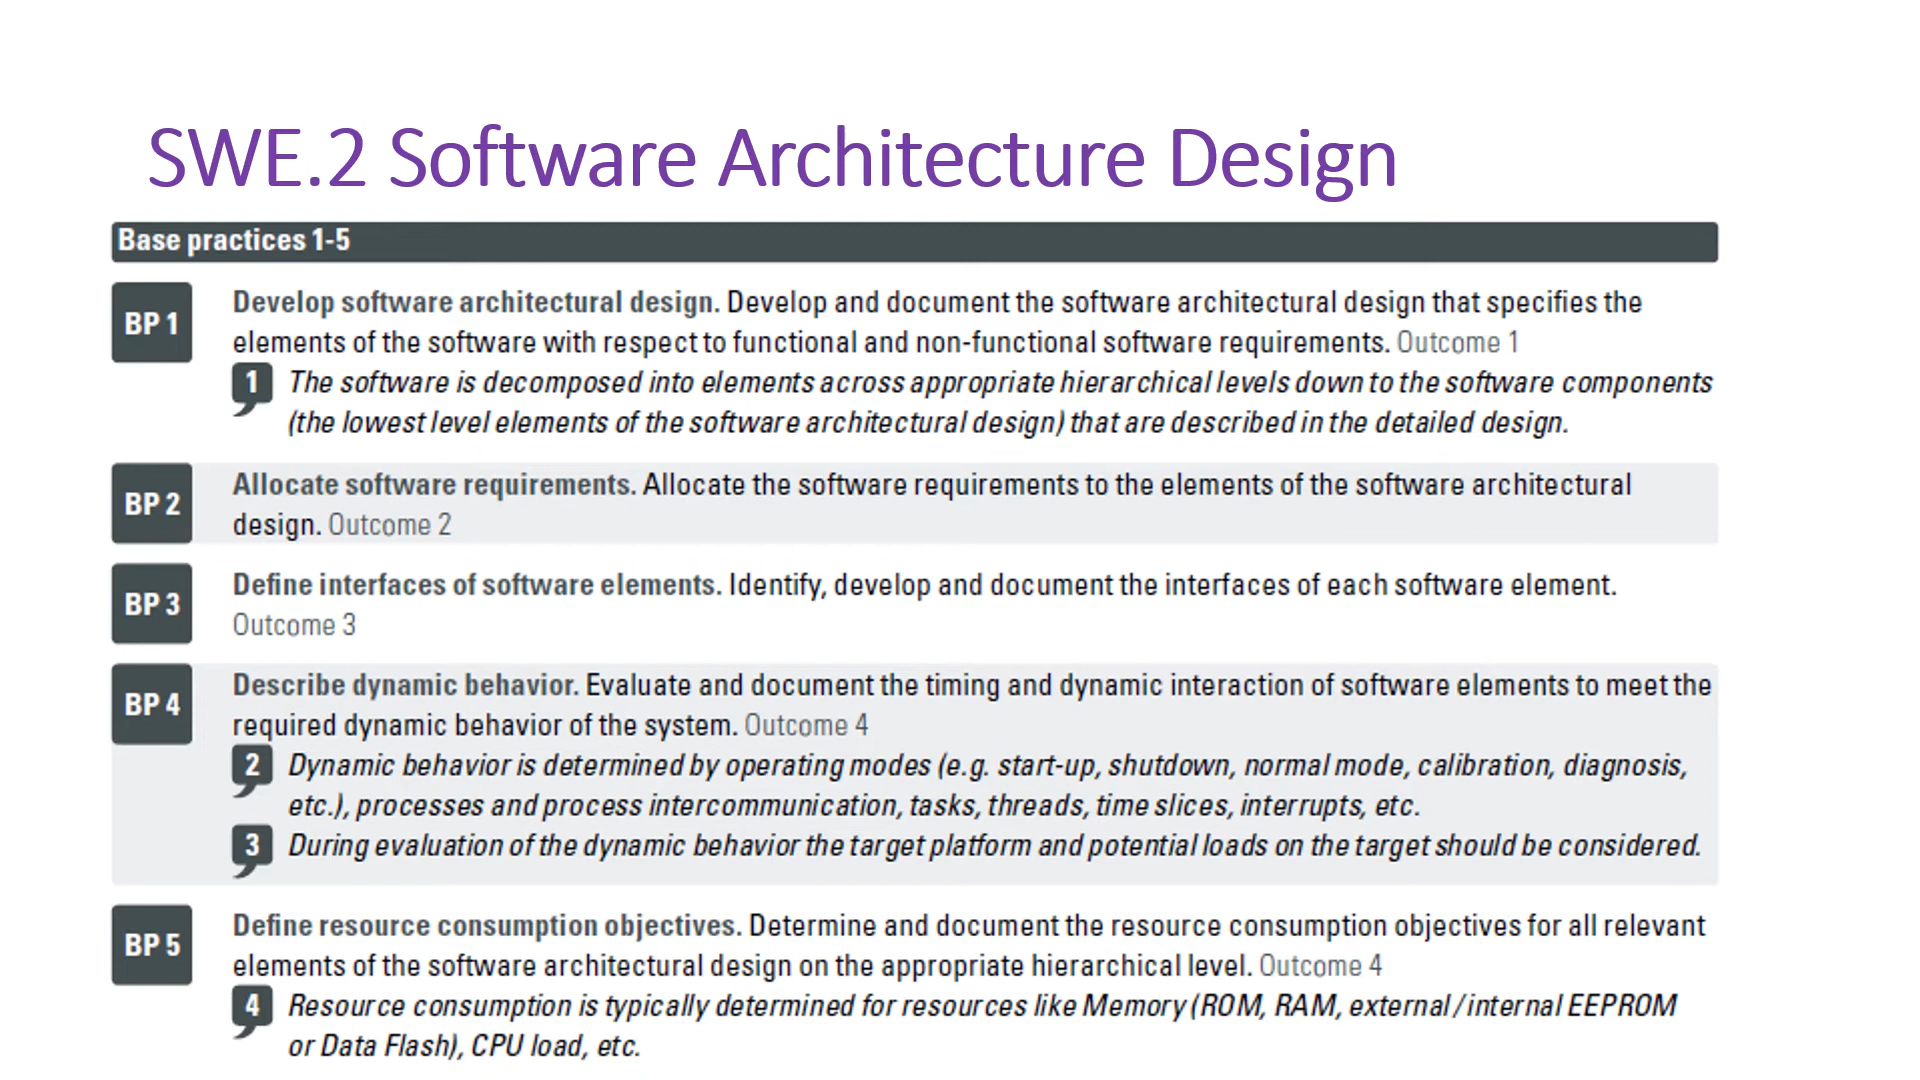 SWE.2 Software Architecture Design
Base practices 1-5
BP 1
Develop software architectural design. Develop and document the software architectural design that specifies the
elements of the software with respect to functional and non-functional software requirements. Outcome 1
1 The software is decomposed into elements across appropriate hierarchical levels down to the software components
(the lowest level elements of the software architectural design) that are described in the detailed design.
BP 2
Allocate software requirements. Allocate the software requirements to the elements of the software architectural
design. Outcome 2
BP 3
Define interfaces of software elements. Identify, develop and document the interfaces of each software element.
Outcome 3
BP 4
Describe dynamic behavior. Evaluate and document the timing and dynamic interaction of software elements to meet the
required dynamic behavior of the system. Outcome 4
2 Dynamic behavior is determined by operating modes (e.g. start-up, shutdown, normal mode, calibration, diagnosis,
etc.), processes and process intercommunication, tasks, threads, time slices, interrupts, etc.
3 During evaluation of the dynamic behavior the target platform and potential loads on the target should be considered.
BP 5
Define resource consumption objectives. Determine and document the resource consumption objectives for all relevant
elements of the software architectural design on the appropriate hierarchical level. Outcome 4
4 Resource consumption is typically determined for resources like Memory (ROM, RAM, external/internal EEPROM
or Data Flash), CPU load, etc.